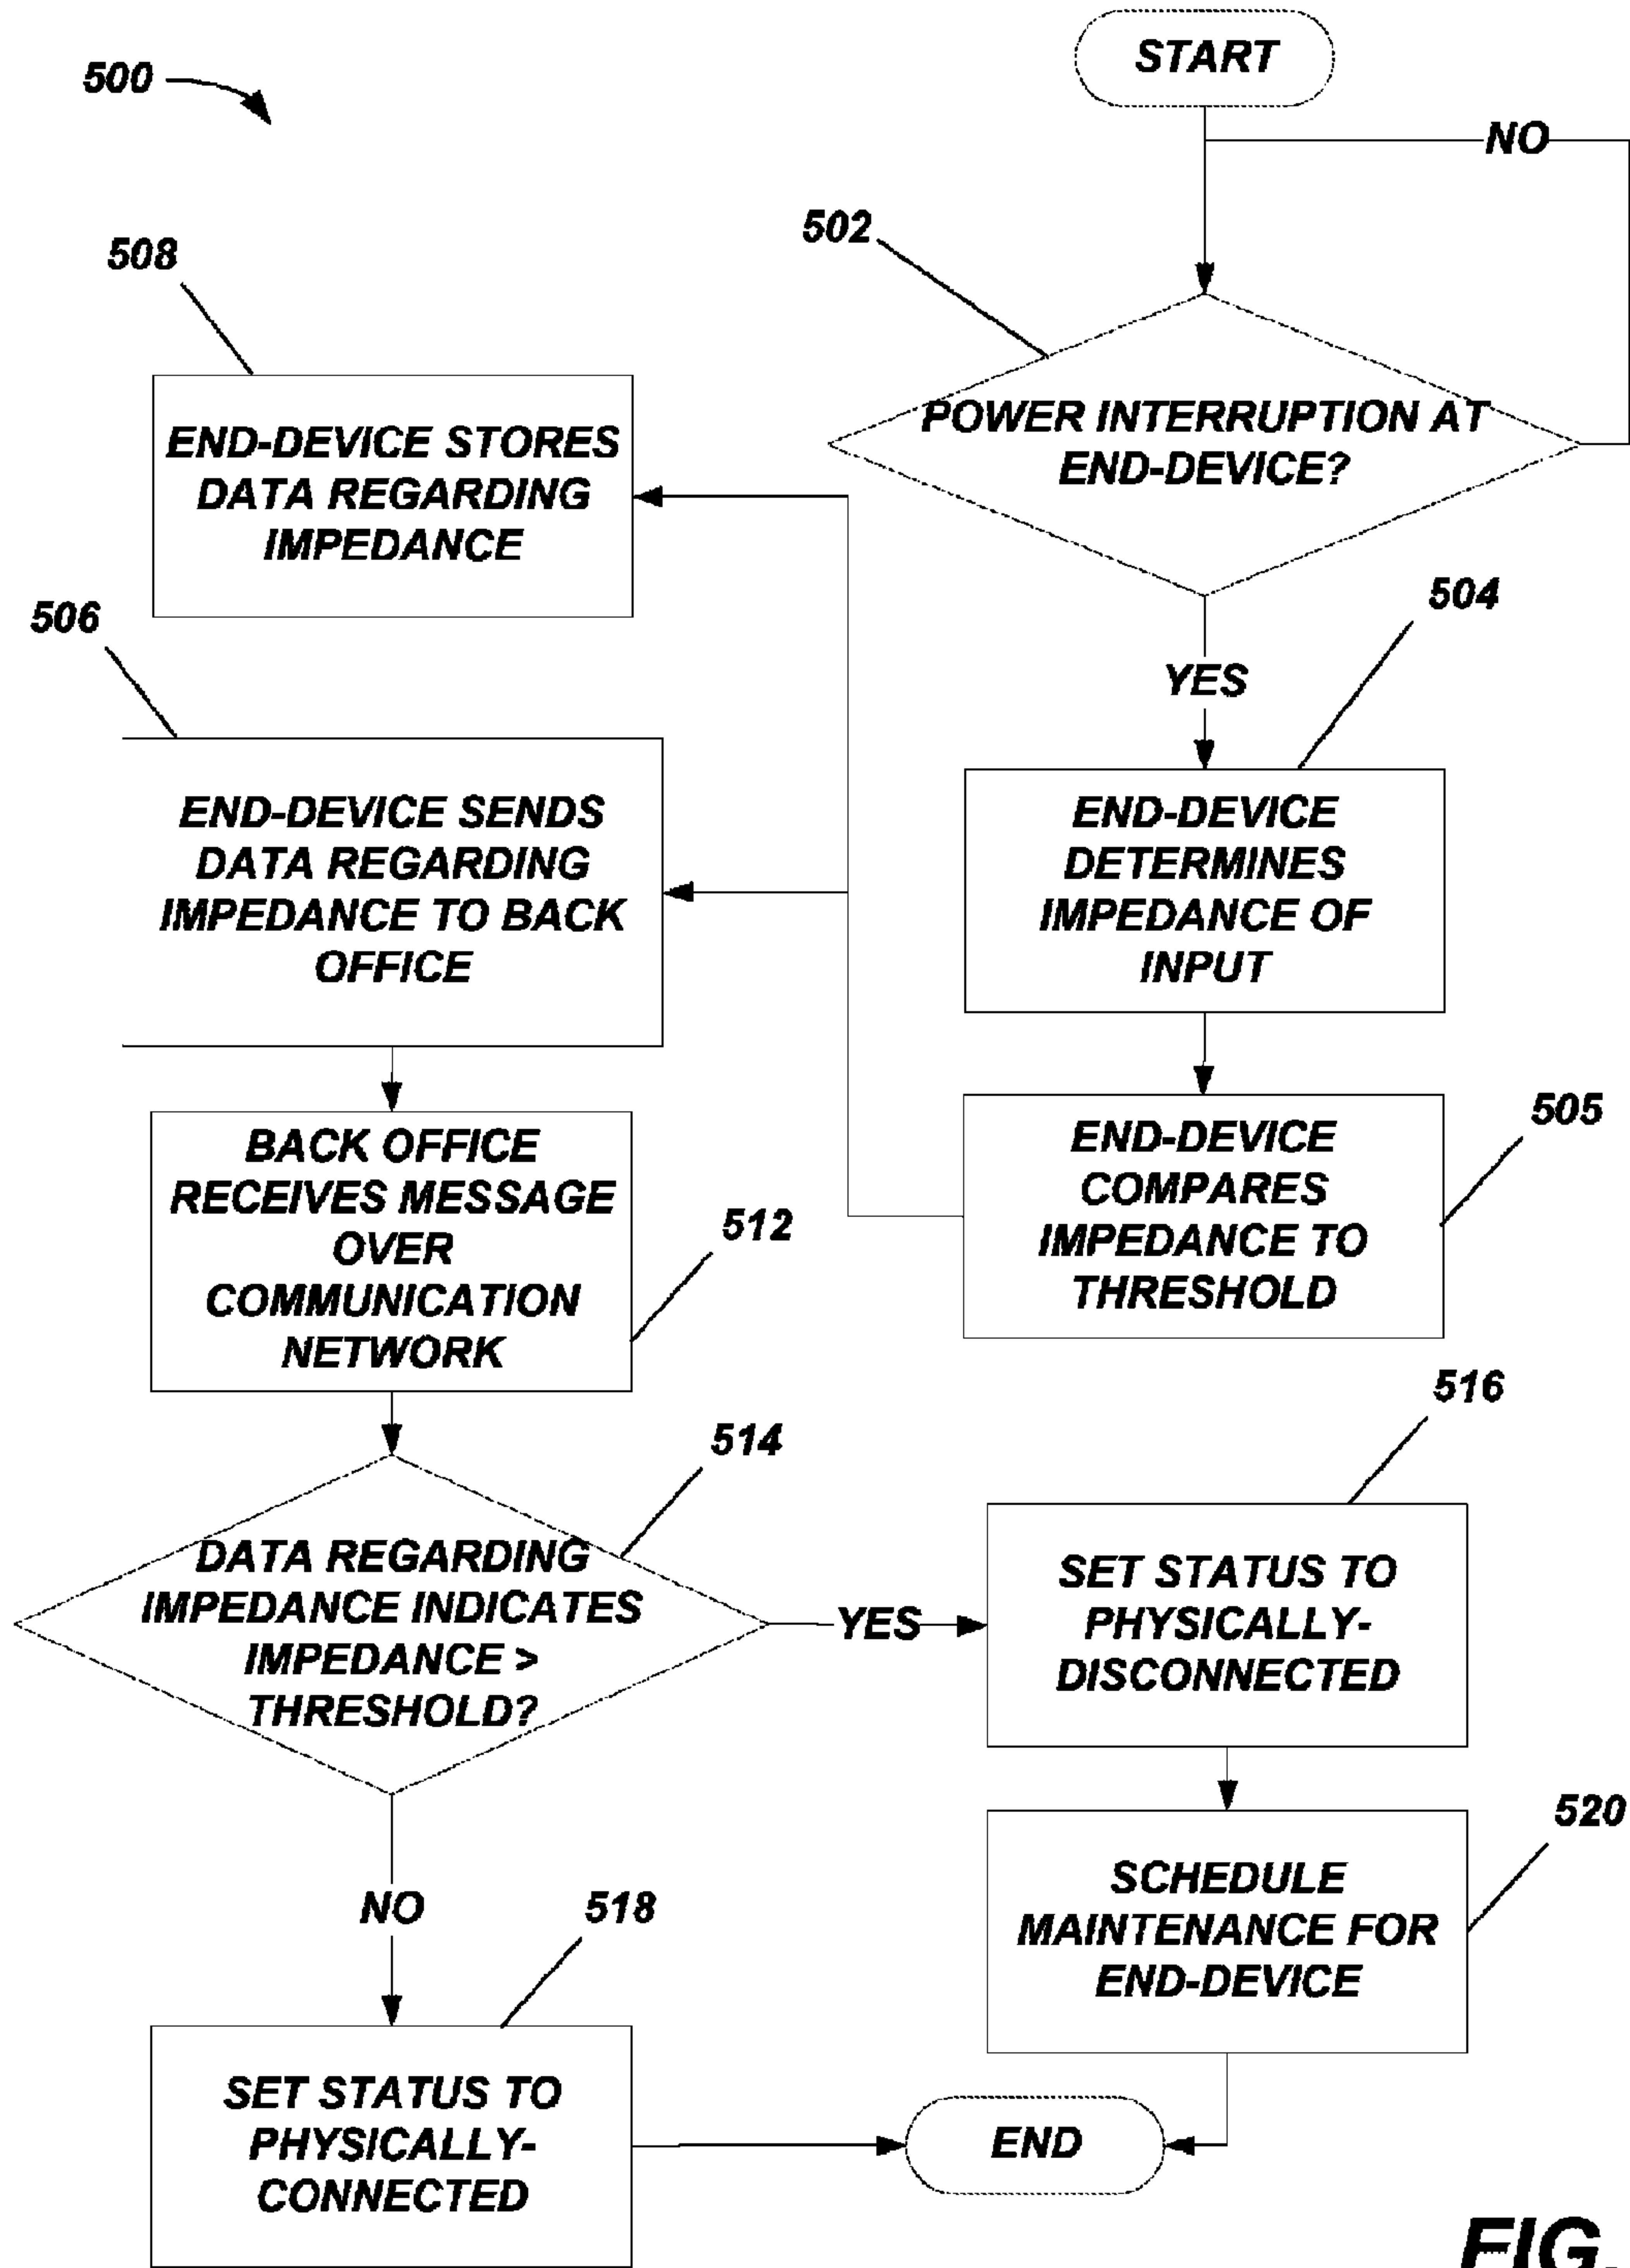 START
500
NO
502
508
POWER INTERRUPTION AT
END-DEVICE?
END-DEVICE STORES
DATA REGARDING
IMPEDANCE
504
506
YES
END-DEVICE
DETERMINES
IMPEDANCE OF
INPUT
END-DEVICE SENDS
DATA REGARDING
IMPEDANCE TO BACK
OFFICE
505
END-DEVICE
COMPARES
IMPEDANCE TO
THRESHOLD
BACK OFFICE
RECEIVES MESSAGE
OVER
COMMUNICATION
NETWORK
512
514
516
DATA REGARDING
IMPEDANCE INDICATES
IMPEDANCE >
THRESHOLD?
YES
SET STATUS TO
PHYSICALLY-
DISCONNECTED
520
SCHEDULE
MAINTENANCE FOR
END-DEVICE
NO
518
SET STATUS TO
PHYSICALLY-
CONNECTED
END
FIG.